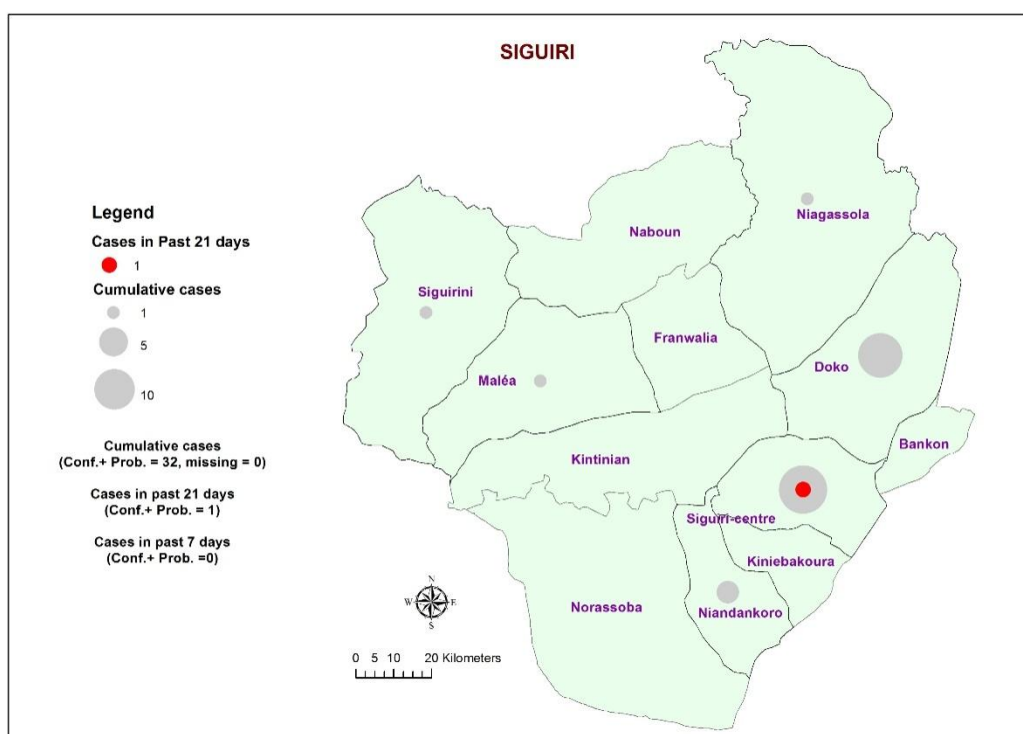 SIGUIRI
Legend
Cases in Past 21 days
1
Cumulative cases
1
5
10
Cumulative cases
(Conf.+ Prob. = 32, missing = 0)
Cases in past 21 days
(Conf.+ Prob. = 1)
Cases in past 7 days
(Conf.+ Prob. =0)
Niagassola
Naboun
Siguirini
Franwalia
Doko
Maléa
Bankon
Kintinian
Siguiri-centre
Kiniebakoura
Norassoba
Niandankoro
N
W E
S
0 5 10 20 Kilometers